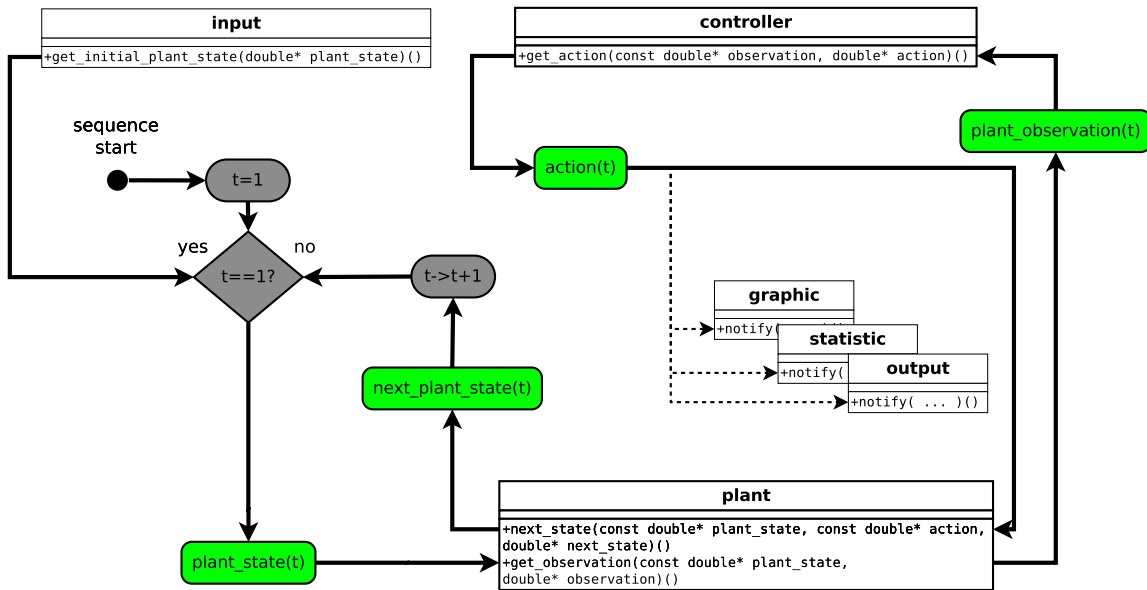 input
+get_initial_plant_state(double* plant_state)()
controller
+get_action(const double* observation, double* action)()
plant_observation(t)
sequence
start
action(t)
t=1
yes
no
t==1?
t->t+1
graphic
+notify(
statistic
+notify(
output
+notify( ... )()
next_plant_state(t)
plant
+next_state(const double* plant_state, const double* action,
double* next_state)()
+get_observation(const double* plant_state,
double* observation)()
plant_state(t)